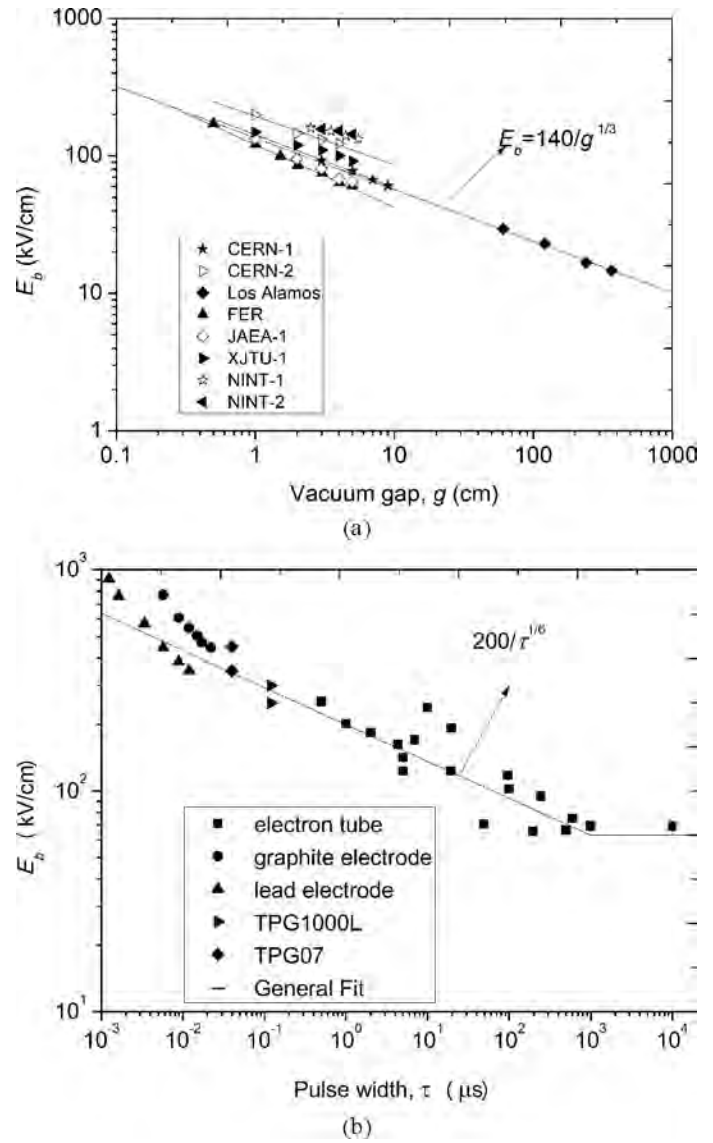 1000
100
10
1
E_b (kV/cm)
E_b=140/g^1/3
CERN-1
CERN-2
Los Alamos
FER
JAEA-1
XJTU-1
NINT-1
NINT-2
0.1 1 10 100 1000
Vacuum gap, g (cm)
(a)
10^3
10^2
10^1
E_b (kV/cm)
200/τ^1/6
electron tube
graphite electrode
lead electrode
TPG1000L
TPG07
General Fit
10^-3 10^-2 10^-1 10^0 10^1 10^2 10^3 10^4
Pulse width, τ (μs)
(b)